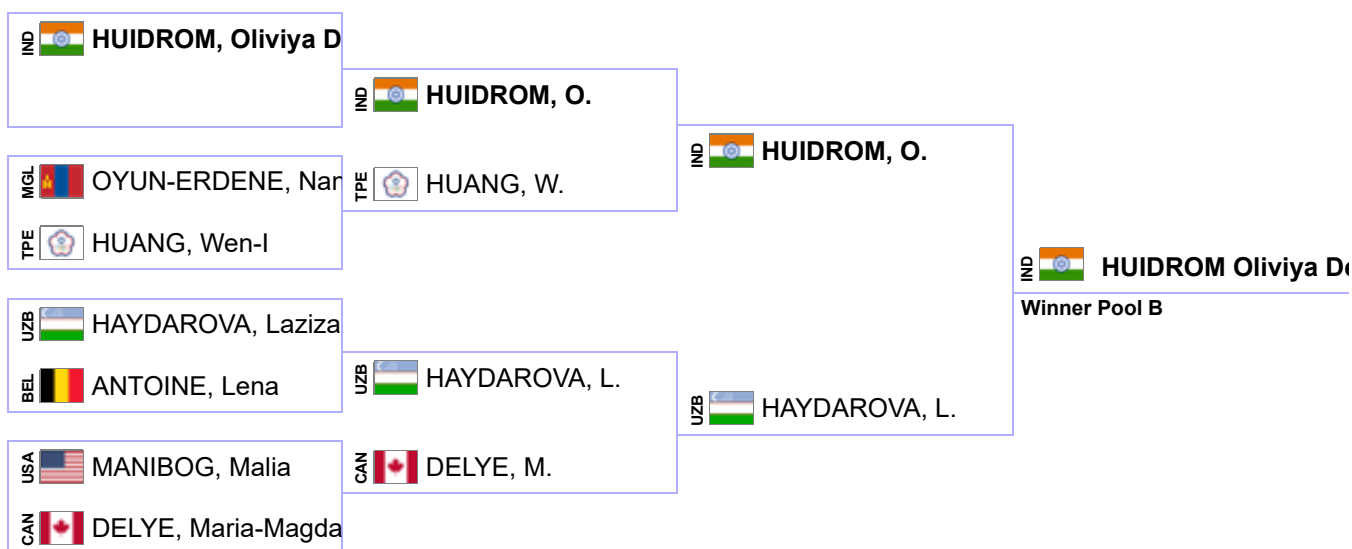 IND HUIDROM, Oliviya D
MGL OYUN-ERDENE, Nar
TPE HUANG, Wen-I
UZB HAYDAROVA, Laziza
BEL ANTOINE, Lena
USA MANIBOG, Malia
CAN DELYE, Maria-Magda
IND HUIDROM, O.
TPE HUANG, W.
UZB HAYDAROVA, L.
CAN DELYE, M.
IND HUIDROM, O.
UZB HAYDAROVA, L.
IND HUIDROM Oliviya De
Winner Pool B